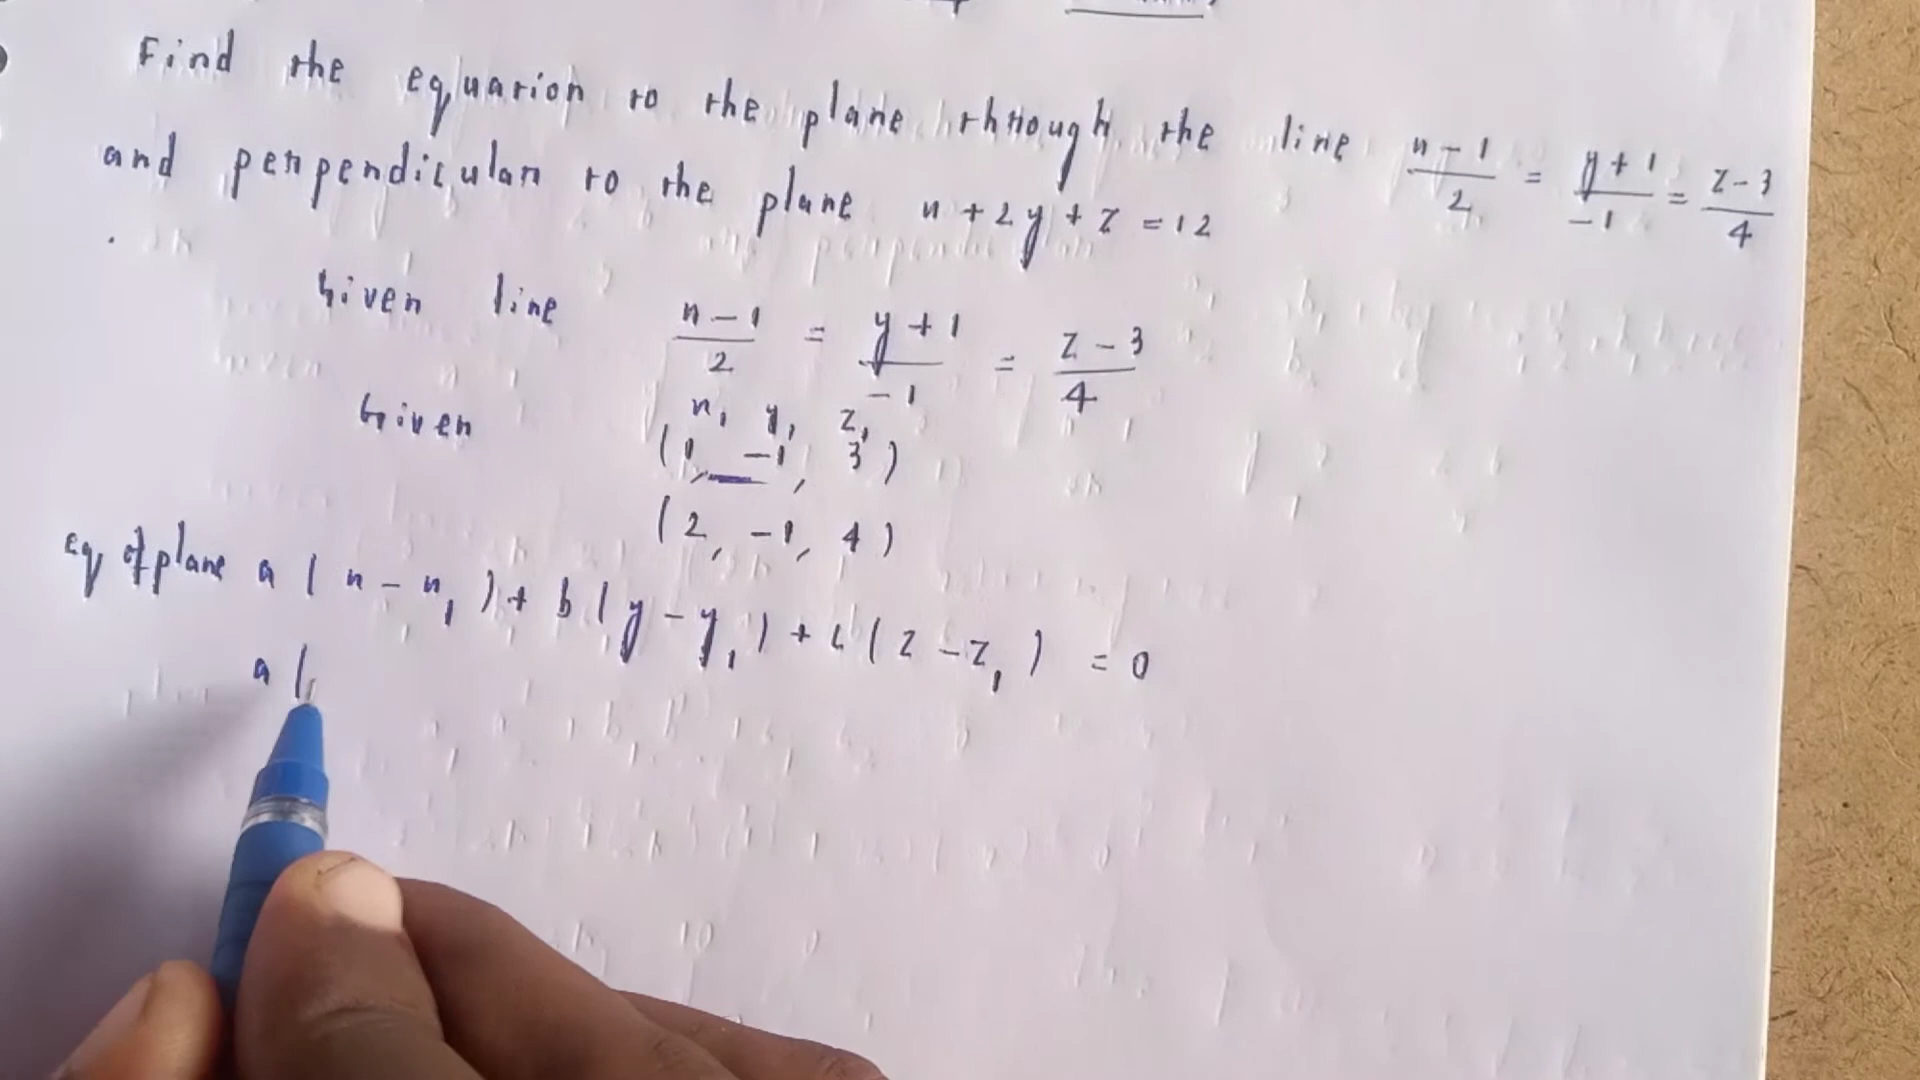 Find the equation to the plane through the line x-1/2 = y+1/-1 = z-3/4
and perpendicular to the plane x+2y+z=12
Given line x-1/2 = y+1/-1 = z-3/4
Given x₁ y₁ z₁
(1, -1, 3)
(2, -1, 4)
eq of plane a(x-x₁)+b(y-y₁)+c(z-z₁)=0
a(